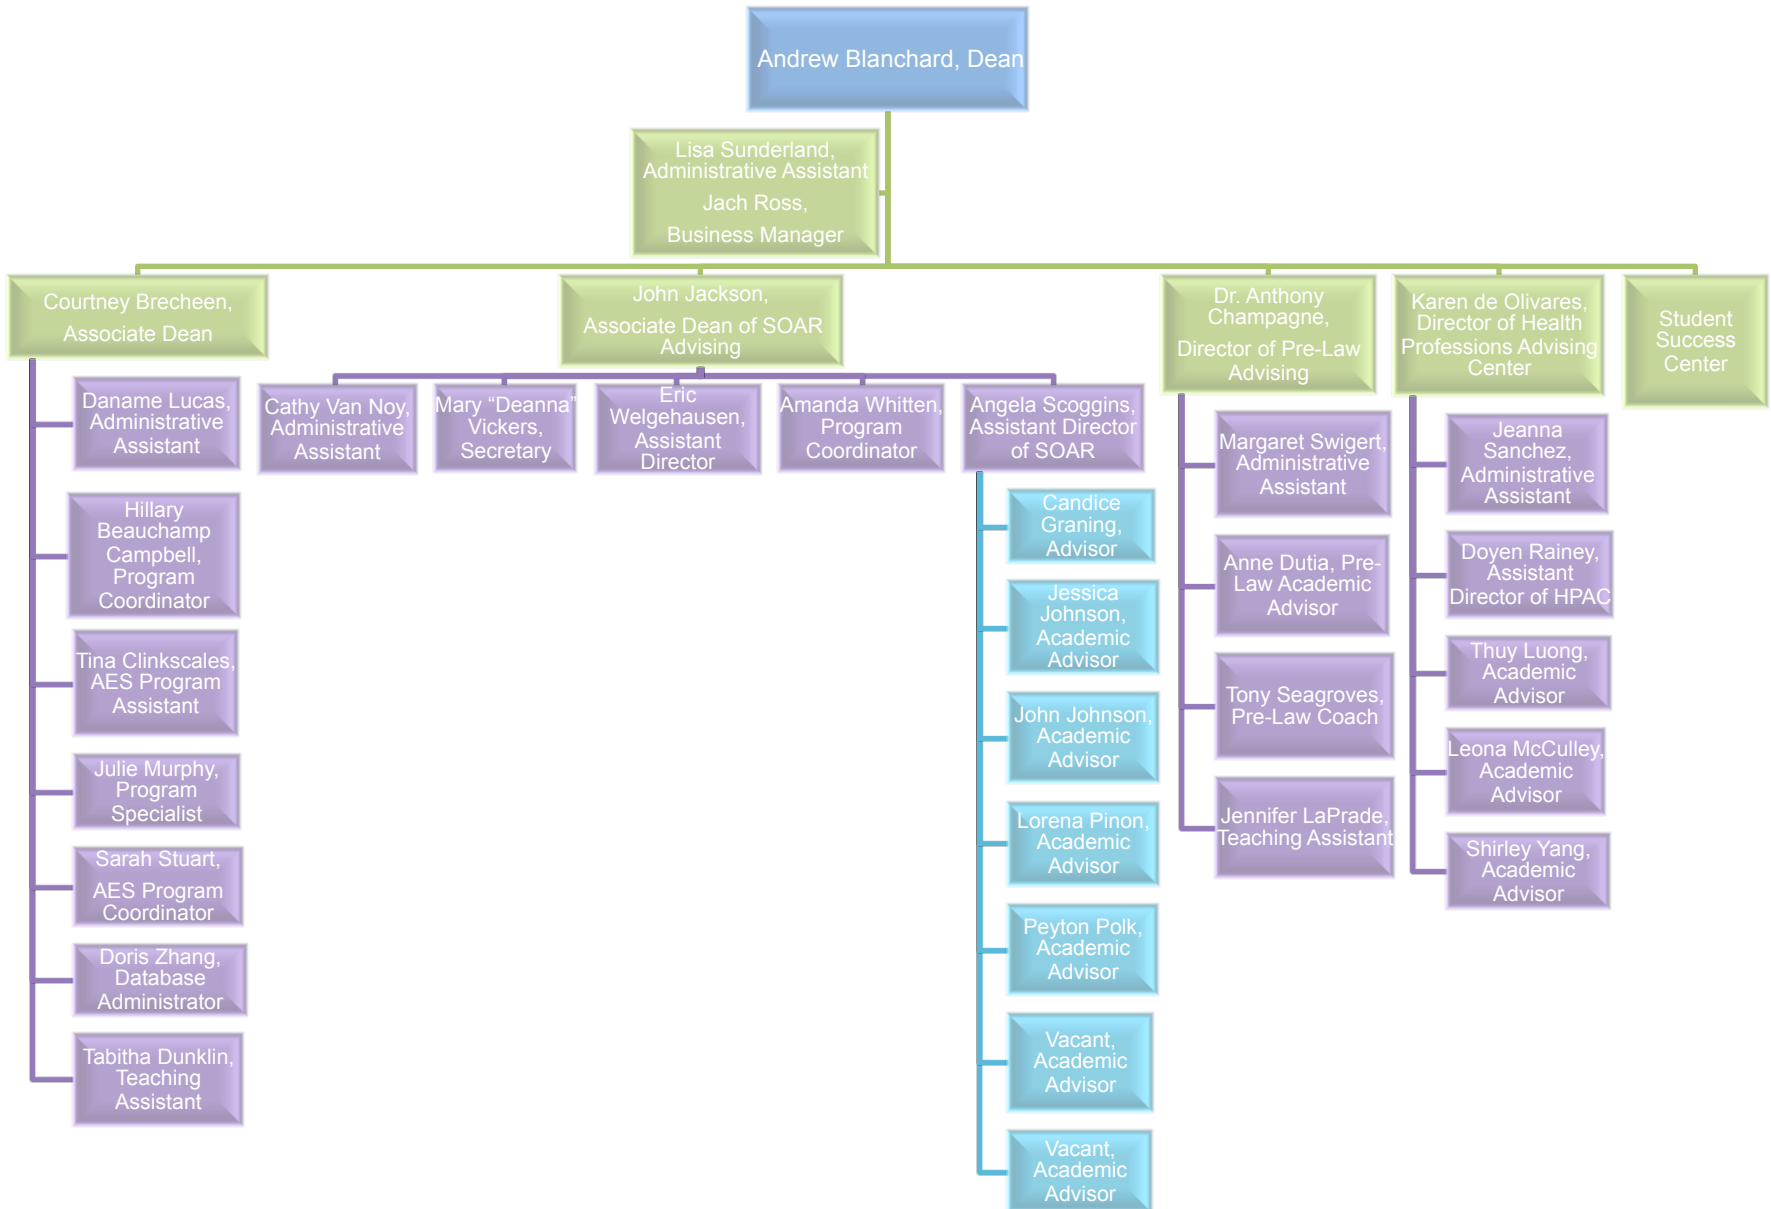 Andrew Blanchard, Dean
Lisa Sunderland,
Administrative Assistant
Jach Ross,
Business Manager
Courtney Brecheen,
Associate Dean
John Jackson,
Associate Dean of SOAR
Advising
Dr. Anthony
Champagne,
Director of Pre-Law
Advising
Karen de Olivares,
Director of Health
Professions Advising
Center
Student
Success
Center
Daname Lucas,
Administrative
Assistant
Hillary
Beauchamp
Campbell,
Program
Coordinator
Tina Clinkscales,
AES Program
Assistant
Julie Murphy,
Program
Specialist
Sarah Stuart,
AES Program
Coordinator
Doris Zhang,
Database
Administrator
Tabitha Dunklin,
Teaching
Assistant
Cathy Van Noy,
Administrative
Assistant
Mary “Deanna”
Vickers,
Secretary
Eric
Welgehausen,
Assistant
Director
Amanda Whitten,
Program
Coordinator
Angela Scoggins,
Assistant Director
of SOAR
Candice
Graning,
Advisor
Jessica
Johnson,
Academic
Advisor
John Johnson,
Academic
Advisor
Lorena Pinon,
Academic
Advisor
Peyton Polk,
Academic
Advisor
Vacant,
Academic
Advisor
Vacant,
Academic
Advisor
Margaret Swigert,
Administrative
Assistant
Anne Dutia, Pre-
Law Academic
Advisor
Tony Seagroves,
Pre-Law Coach
Jennifer LaPrade,
Teaching Assistant
Jeanna
Sanchez,
Administrative
Assistant
Doyen Rainey,
Assistant
Director of HPAC
Thuy Luong,
Academic
Advisor
Leona McCulley,
Academic
Advisor
Shirley Yang,
Academic
Advisor